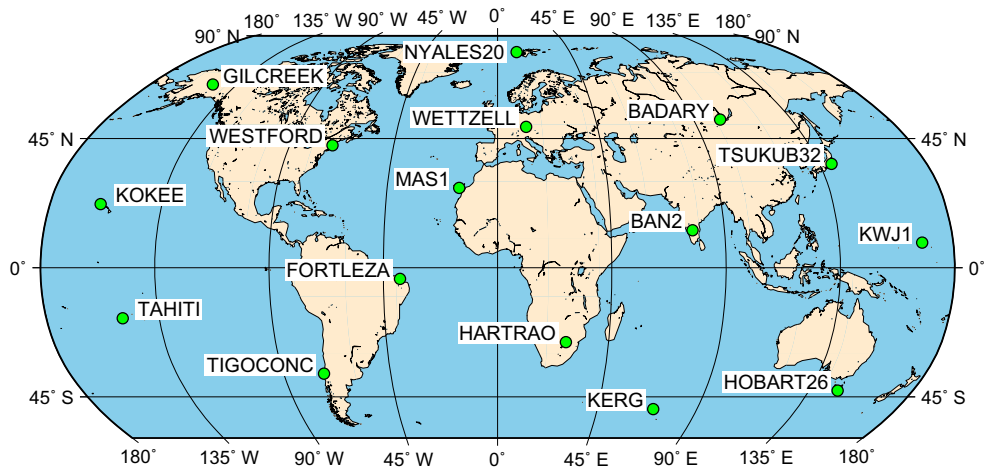 180° 135° W 90° W 45° W 0° 45° E 90° E 135° E 180°
90° N 90° N
NYALES20
GILCREEK
BADARY
WETTZELL
WESTFORD
45° N 45° N
TSUKUB32
MAS1
KOKEE
BAN2
KWJ1
0° 0°
FORTLEZA
TAHITI
HARTRAO
TIGOCONC
HOBART26
45° S 45° S
KERG
180° 135° W 90° W 45° W 0° 45° E 90° E 135° E 180°